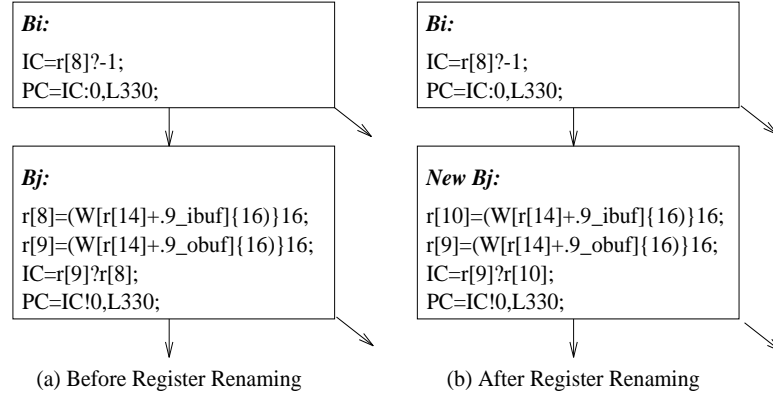 Bi:
IC=r[8]?-1;
PC=IC:0,L330;
Bj:
r[8]=(W[r[14]+.9_ibuf]{16)}16;
r[9]=(W[r[14]+.9_obuf]{16)}16;
IC=r[9]?r[8];
PC=IC!0,L330;
(a) Before Register Renaming
Bi:
IC=r[8]?-1;
PC=IC:0,L330;
New Bj:
r[10]=(W[r[14]+.9_ibuf]{16)}16;
r[9]=(W[r[14]+.9_obuf]{16)}16;
IC=r[9]?r[10];
PC=IC!0,L330;
(b) After Register Renaming